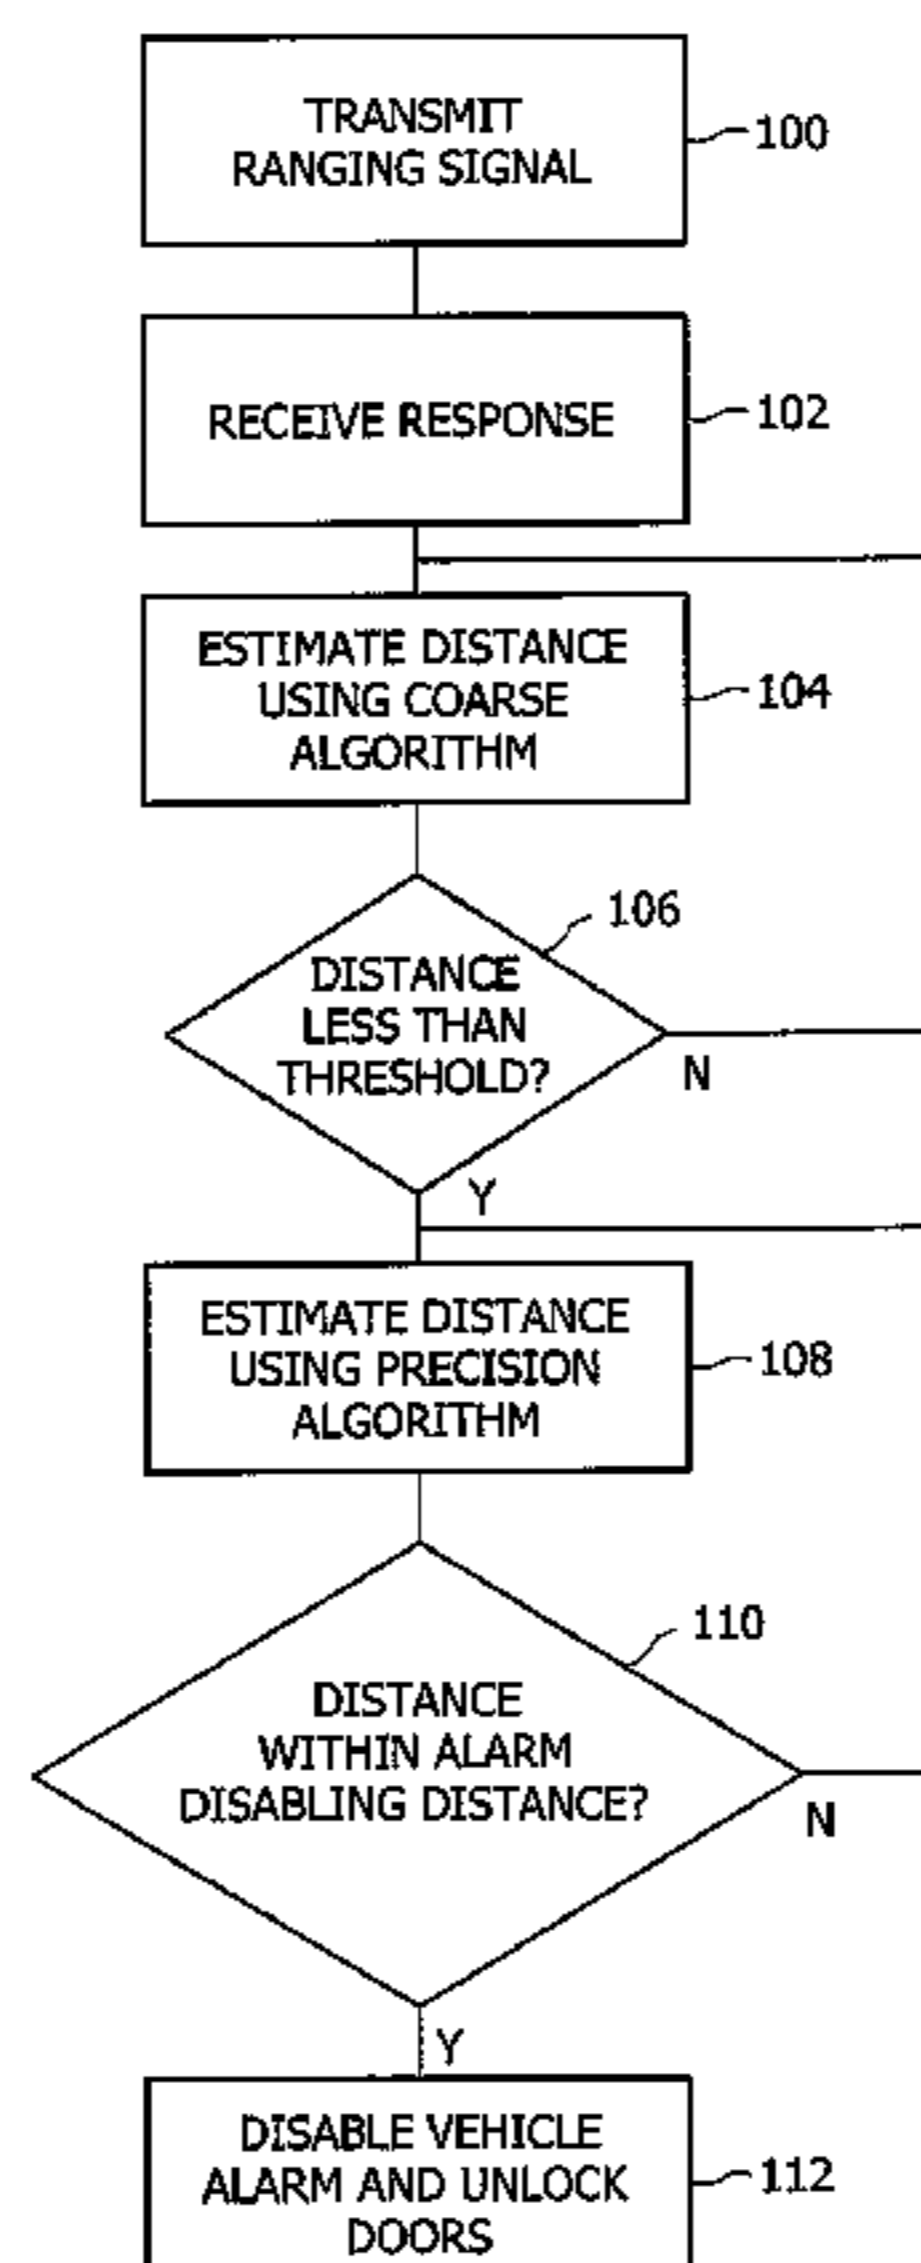 TRANSMIT
RANGING SIGNAL
100
RECEIVE RESPONSE
102
ESTIMATE DISTANCE
USING COARSE
ALGORITHM
104
106
DISTANCE
LESS THAN
THRESHOLD?
N
Y
ESTIMATE DISTANCE
USING PRECISION
ALGORITHM
108
110
DISTANCE
WITHIN ALARM
DISABLING DISTANCE?
N
Y
DISABLE VEHICLE
ALARM AND UNLOCK
DOORS
112